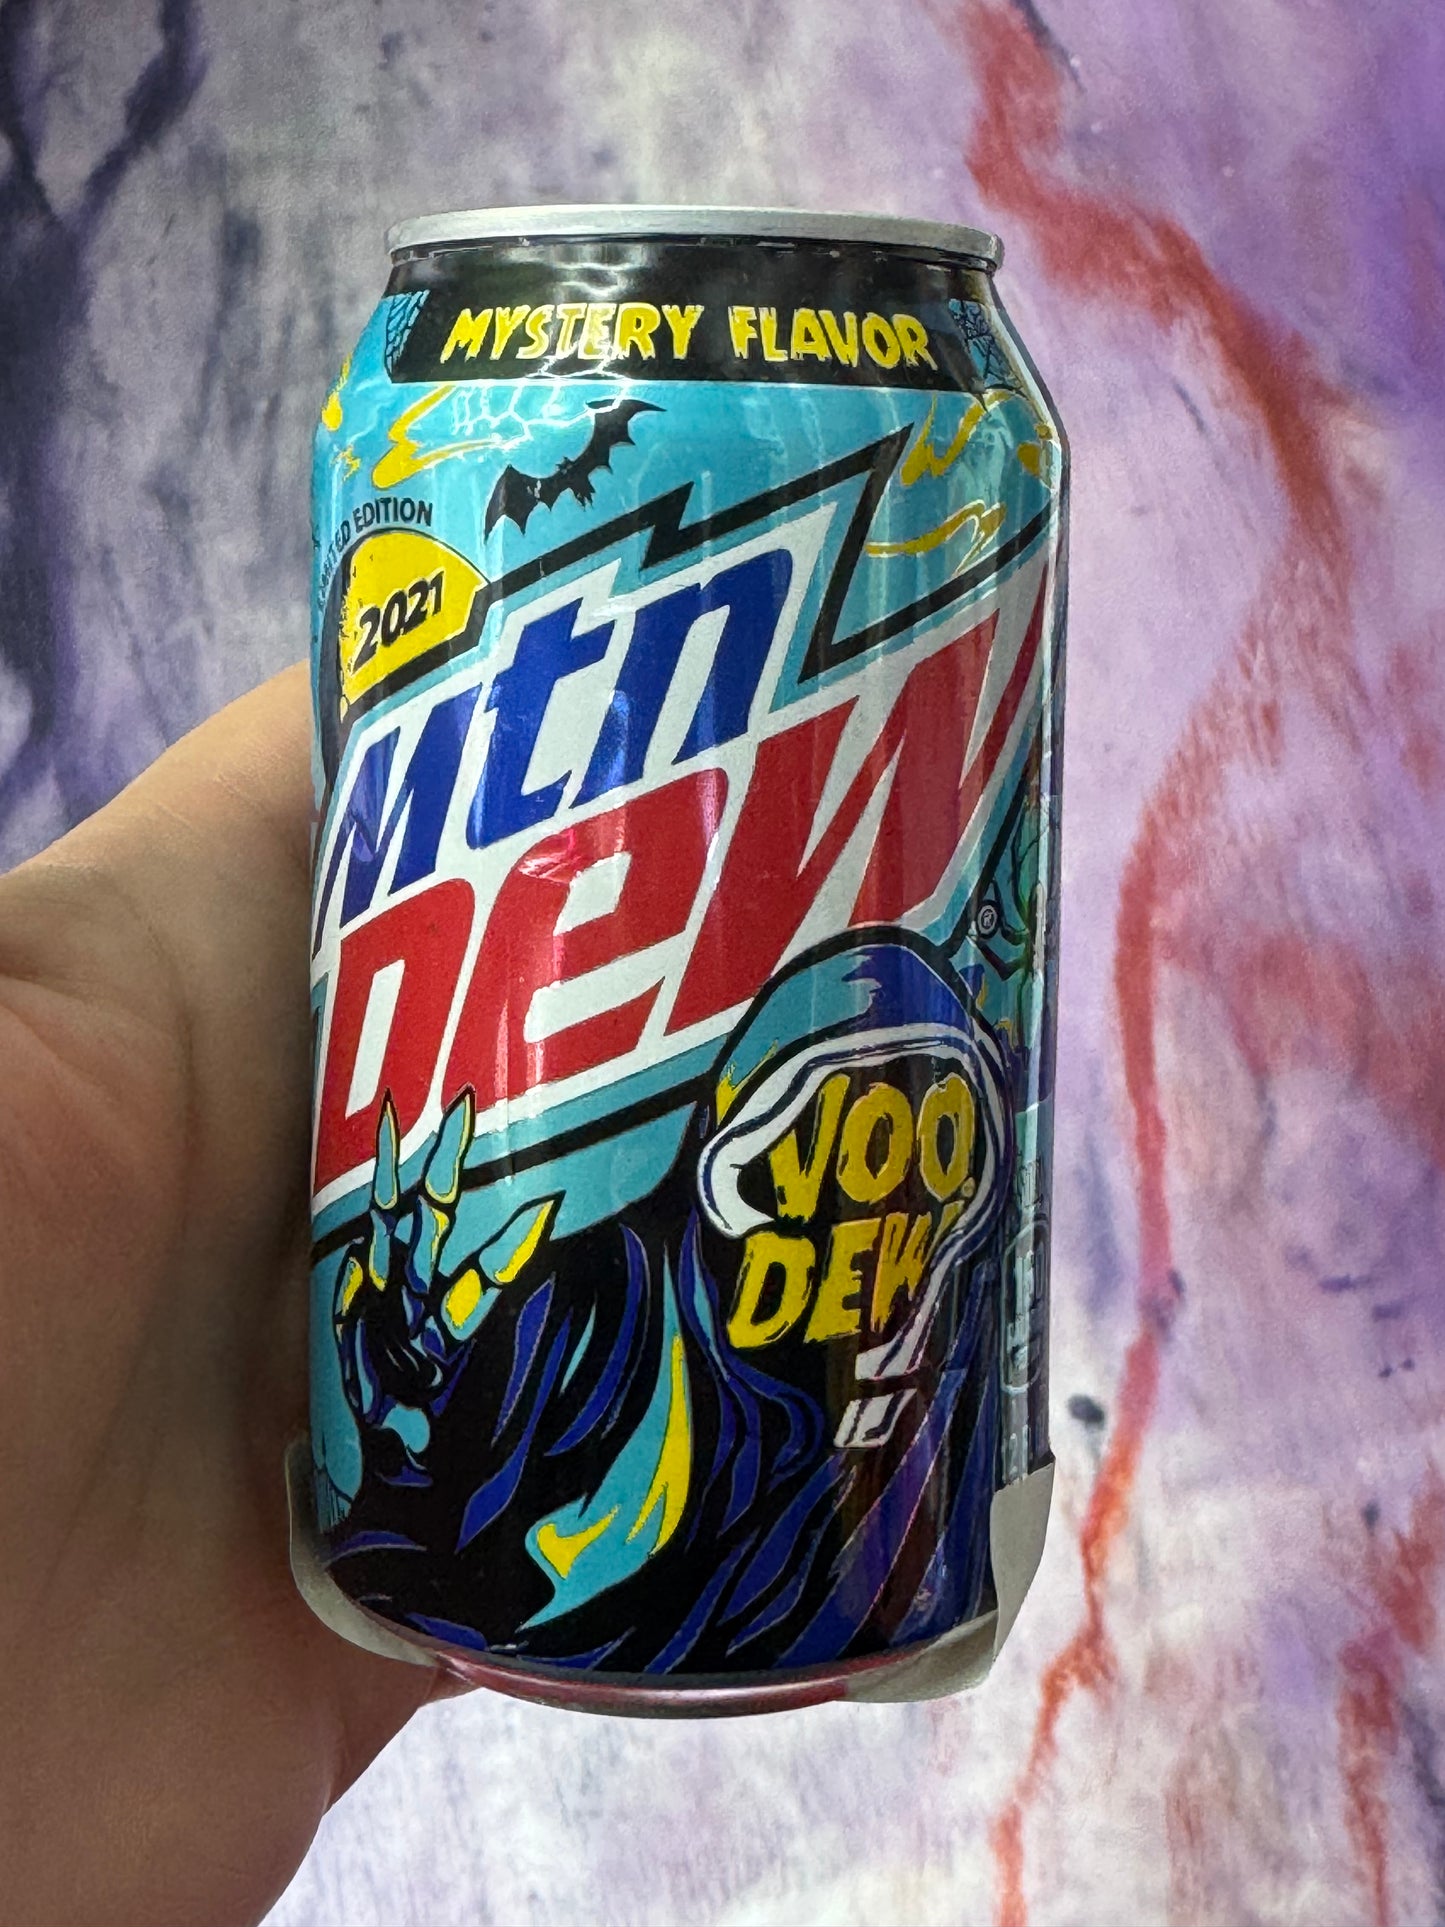 MYSTERY FLAVOR
LIMITED EDITION
2021
Mtn
DEW®
VOO
DEW